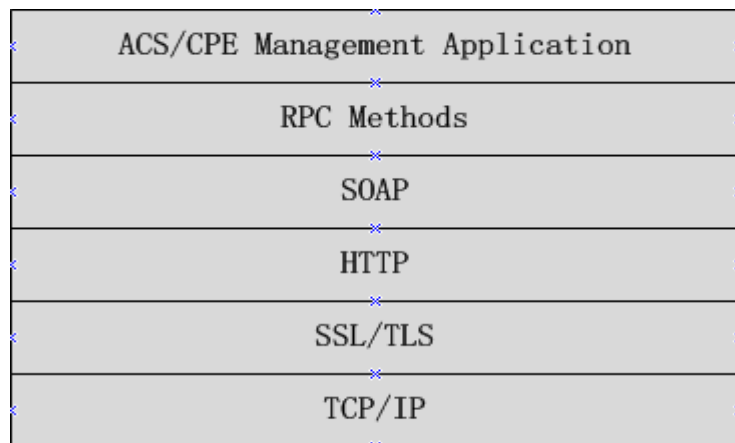 ACS/CPE Management Application
RPC Methods
SOAP
HTTP
SSL/TLS
TCP/IP